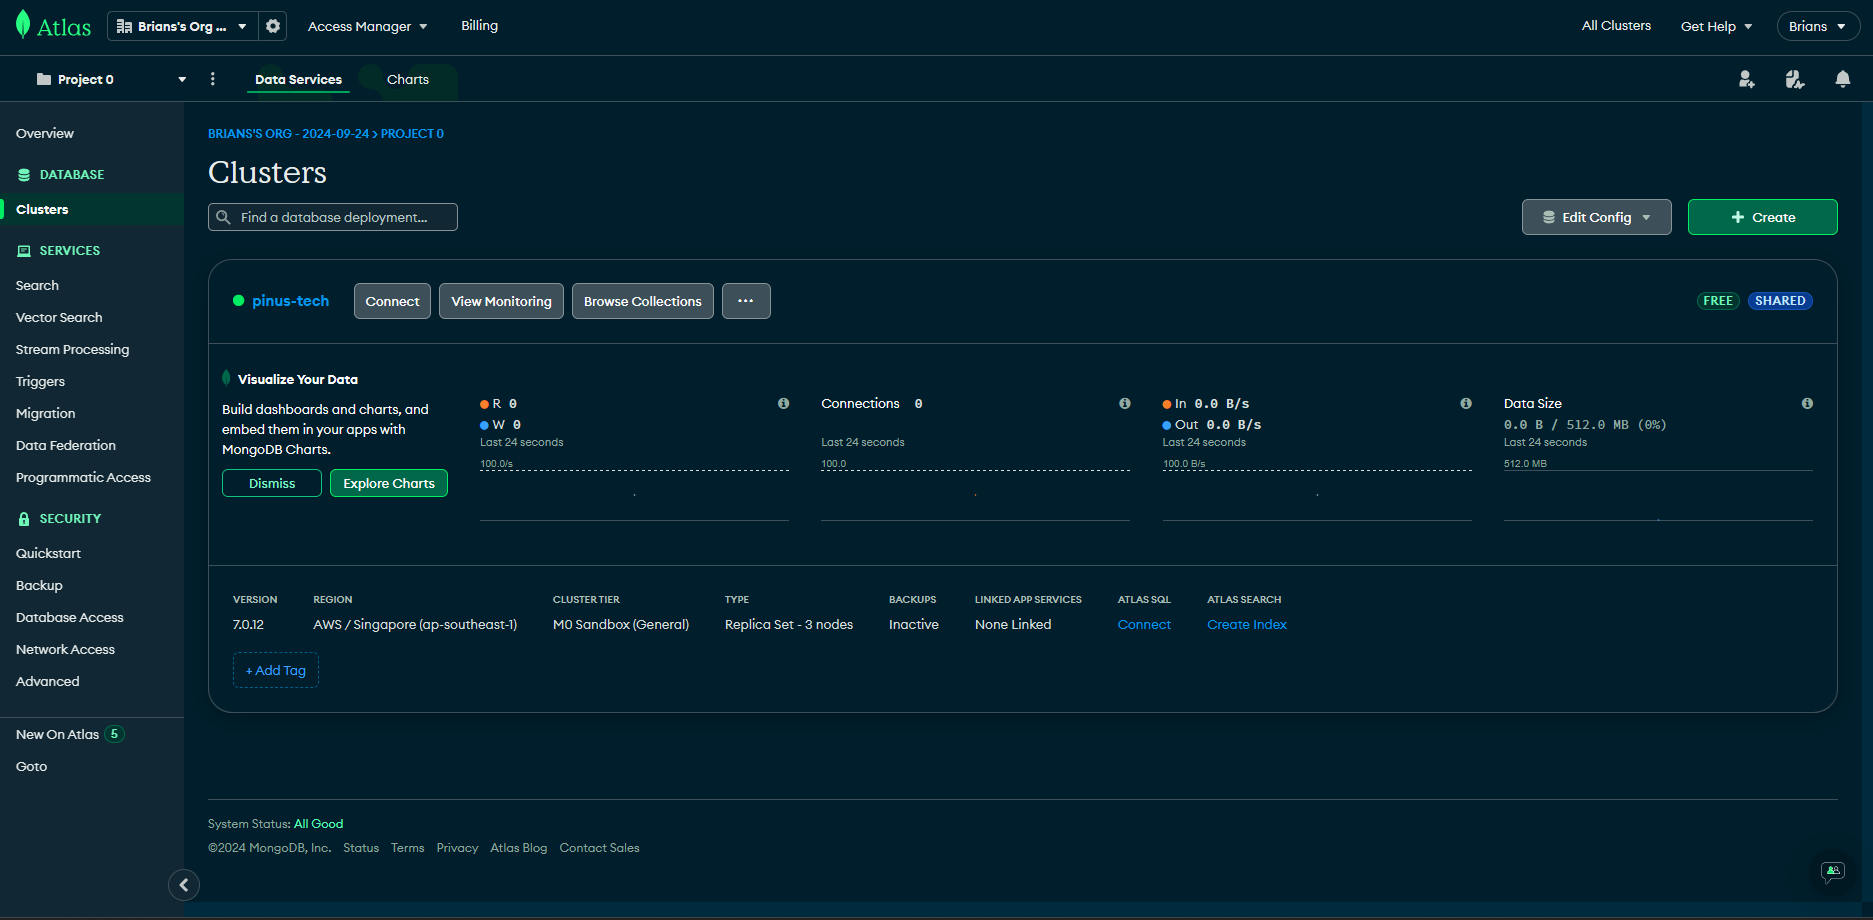 Atlas
Brians's Org ...
Access Manager
Billing
All Clusters
Get Help
Brians
Project 0
Data Services
Charts
Overview
DATABASE
Clusters
SERVICES
Search
Vector Search
Stream Processing
Triggers
Migration
Data Federation
Programmatic Access
SECURITY
Quickstart
Backup
Database Access
Network Access
Advanced
New On Atlas 5
Goto
BRIANS'S ORG - 2024-09-24 > PROJECT 0
Clusters
Find a database deployment...
Edit Config
+ Create
pinus-tech
Connect
View Monitoring
Browse Collections
...
FREE
SHARED
Visualize Your Data
Build dashboards and charts, and
embed them in your apps with
MongoDB Charts.
Dismiss
Explore Charts
R 0
W 0
Last 24 seconds
100.0/s
Connections 0
Last 24 seconds
100.0
In 0.0 B/s
Out 0.0 B/s
Last 24 seconds
100.0 B/s
Data Size
0.0 B / 512.0 MB (0%)
Last 24 seconds
512.0 MB
VERSION
7.0.12
REGION
AWS / Singapore (ap-southeast-1)
CLUSTER TIER
M0 Sandbox (General)
TYPE
Replica Set - 3 nodes
BACKUPS
Inactive
LINKED APP SERVICES
None Linked
ATLAS SQL
Connect
ATLAS SEARCH
Create Index
+ Add Tag
System Status: All Good
©2024 MongoDB, Inc. Status Terms Privacy Atlas Blog Contact Sales